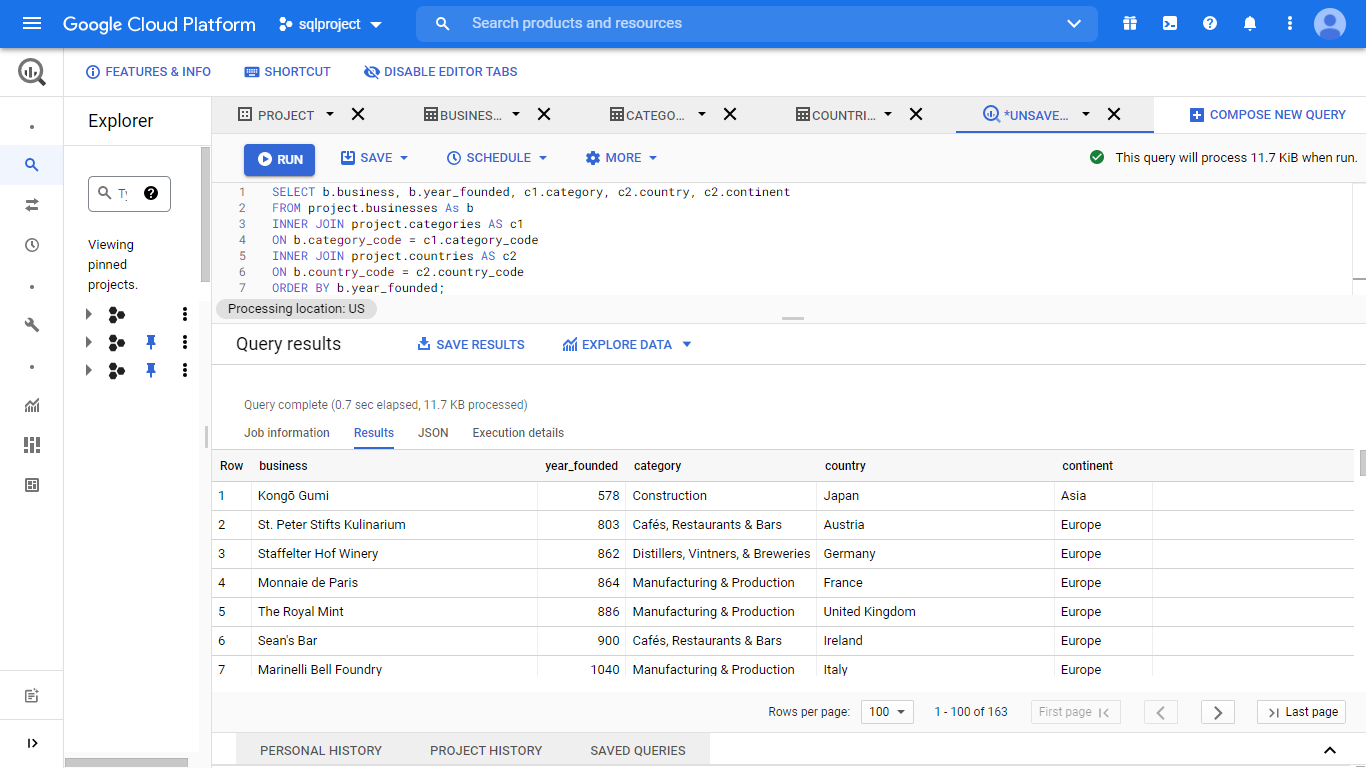 Google Cloud Platform sqlproject Search products and resources
FEATURES & INFO SHORTCUT DISABLE EDITOR TABS
Explorer
Ty
Viewing
pinned
projects.
PROJECT BUSINES... CATEGO... COUNTRI... *UNSAVE... COMPOSE NEW QUERY
RUN SAVE SCHEDULE MORE This query will process 11.7 KiB when run.
1 SELECT b.business, b.year_founded, c1.category, c2.country, c2.continent
2 FROM project.businesses As b
3 INNER JOIN project.categories AS c1
4 ON b.category_code = c1.category_code
5 INNER JOIN project.countries AS c2
6 ON b.country_code = c2.country_code
7 ORDER BY b.year_founded;
Processing location: US
Query results SAVE RESULTS EXPLORE DATA
Query complete (0.7 sec elapsed, 11.7 KB processed)
Job information Results JSON Execution details
Row business year_founded category country continent
1 Kongō Gumi 578 Construction Japan Asia
2 St. Peter Stifts Kulinarium 803 Cafés, Restaurants & Bars Austria Europe
3 Staffelter Hof Winery 862 Distillers, Vintners, & Breweries Germany Europe
4 Monnaie de Paris 864 Manufacturing & Production France Europe
5 The Royal Mint 886 Manufacturing & Production United Kingdom Europe
6 Sean's Bar 900 Cafés, Restaurants & Bars Ireland Europe
7 Marinelli Bell Foundry 1040 Manufacturing & Production Italy Europe
Rows per page: 100 1 - 100 of 163 First page Last page
PERSONAL HISTORY PROJECT HISTORY SAVED QUERIES